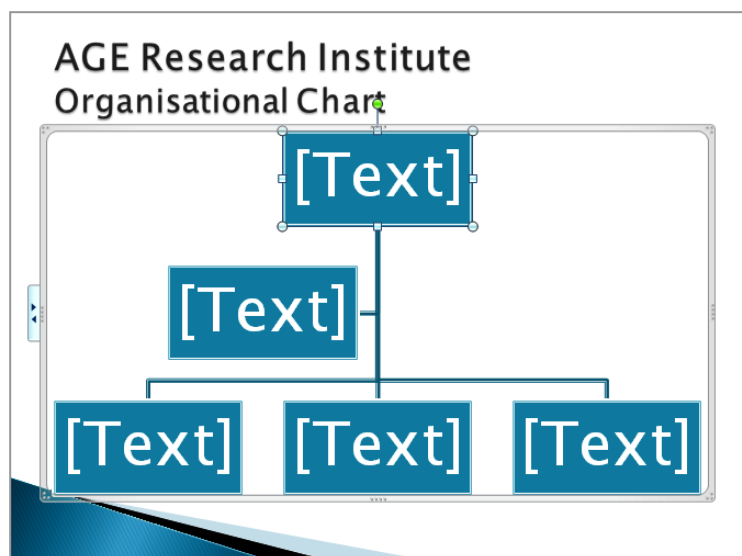 AGE Research Institute
Organisational Chart
[Text]
[Text]
[Text] [Text] [Text]